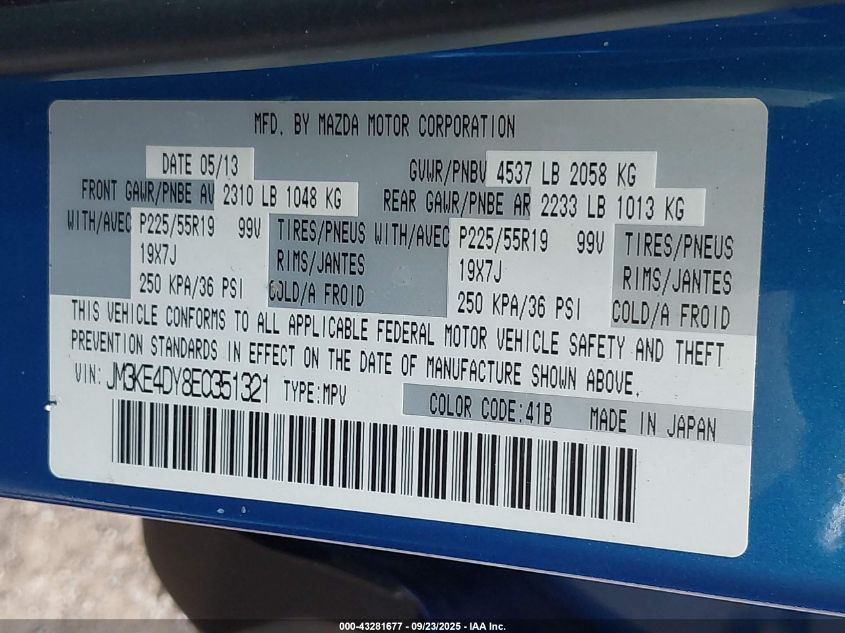 MFD. BY MAZDA MOTOR CORPORATION
DATE 05/13 GVWR/PNBV 4537 LB 2058 KG
FRONT GAWR/PNBE AV 2310 LB 1048 KG REAR GAWR/PNBE AR 2233 LB 1013 KG
WITH/AVEC P225/55R19 99V TIRES/PNEUS WITH/AVEC P225/55R19 99V TIRES/PNEUS
19X7J RIMS/JANTES 19X7J RIMS/JANTES
250 KPA/36 PSI COLD/A FROID 250 KPA/36 PSI COLD/A FROID
THIS VEHICLE CONFORMS TO ALL APPLICABLE FEDERAL MOTOR VEHICLE SAFETY AND THEFT
PREVENTION STANDARDS IN EFFECT ON THE DATE OF MANUFACTURE SHOWN ABOVE.
VIN: JM3KE4DY8E0351321 TYPE:MPV
COLOR CODE:41B MADE IN JAPAN
000-43281677 - 09/23/2025 - IAA Inc.